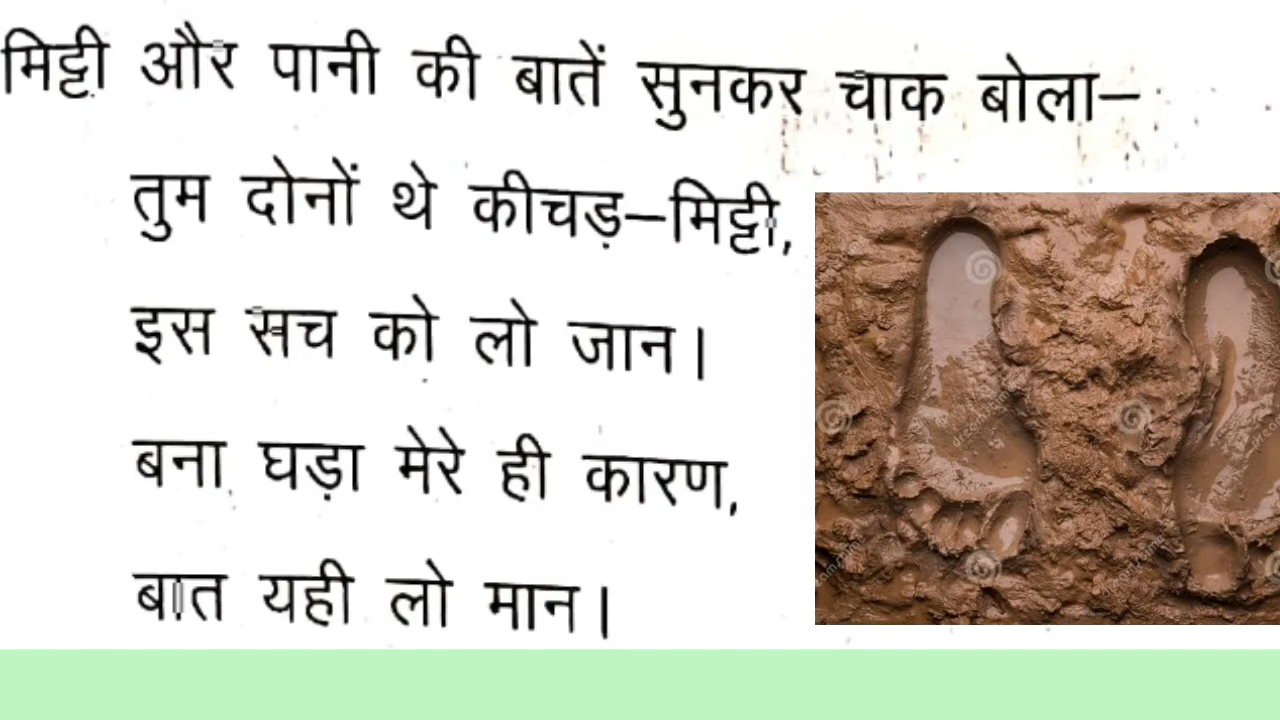 मिट्टी और पानी की बातें सुनकर चाक बोला–
तुम दोनों थे कीचड़–मिट्टी,
इस सच को लो जान।
बना घड़ा मेरे ही कारण,
बात यही लो मान।